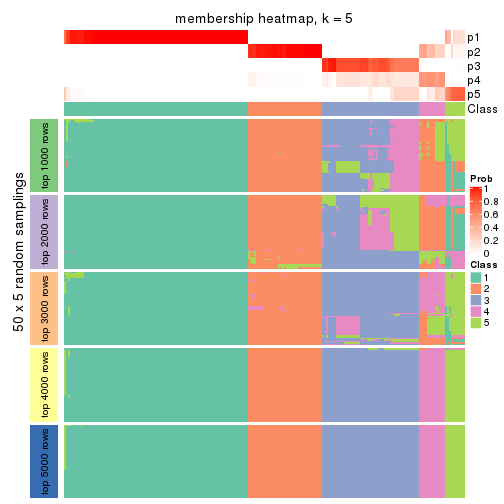 membership heatmap, k = 5
p1
p2
p3
p4
p5
Class
50 x 5 random samplings
top 1000 rows
top 2000 rows
top 3000 rows
top 4000 rows
top 5000 rows
Prob
1
0.8
0.6
0.4
0.2
0
Class
1
2
3
4
5